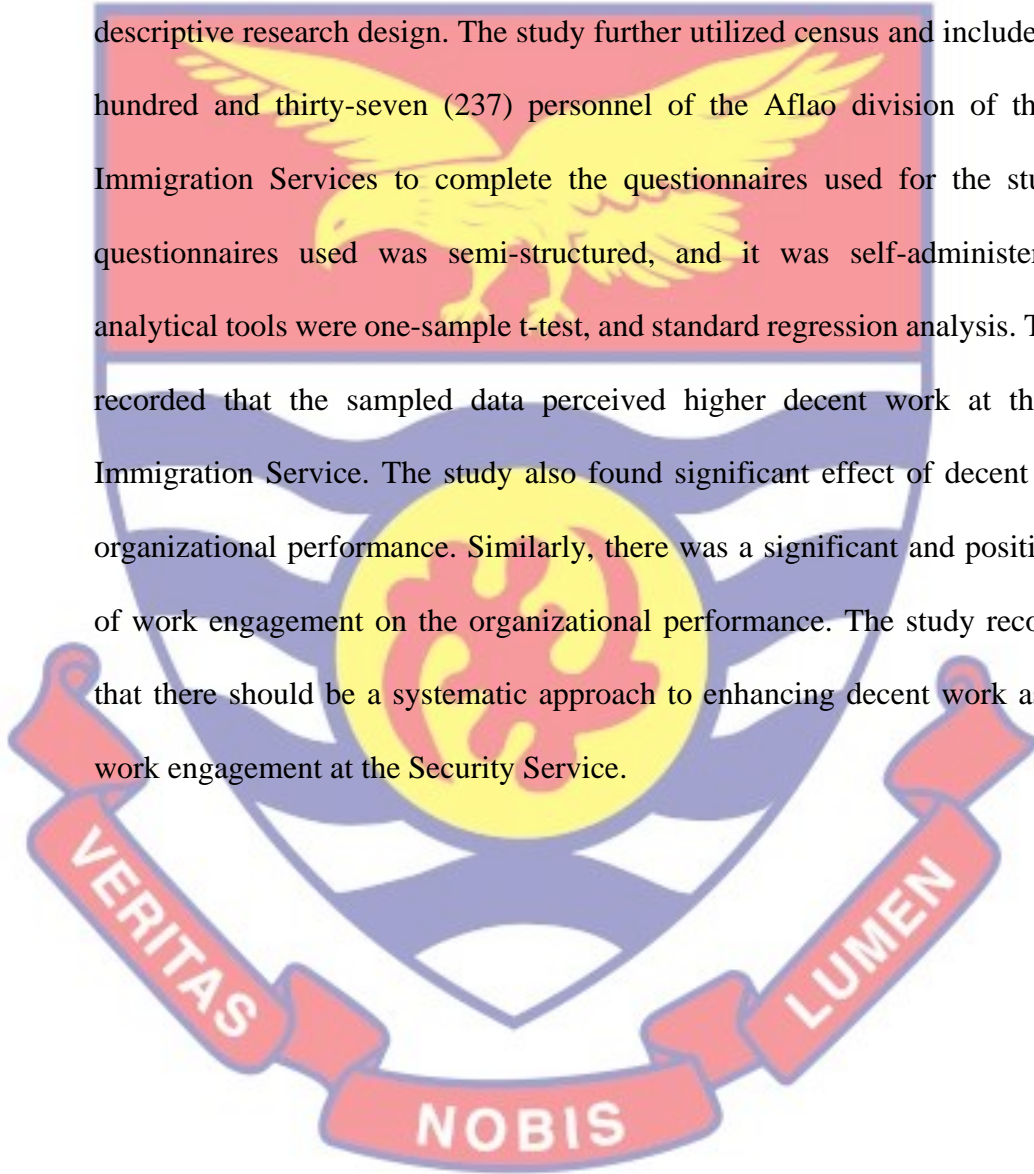 descriptive research design. The study further utilized census and include
hundred and thirty-seven (237) personnel of the Aflao division of th
Immigration Services to complete the questionnaires used for the stu
questionnaires used was semi-structured, and it was self-administe
analytical tools were one-sample t-test, and standard regression analysis. T
recorded that the sampled data perceived higher decent work at th
Immigration Service. The study also found significant effect of decent
organizational performance. Similarly, there was a significant and positi
of work engagement on the organizational performance. The study reco
that there should be a systematic approach to enhancing decent work a
work engagement at the Security Service.
VERITAS
NOBIS
LUMEN